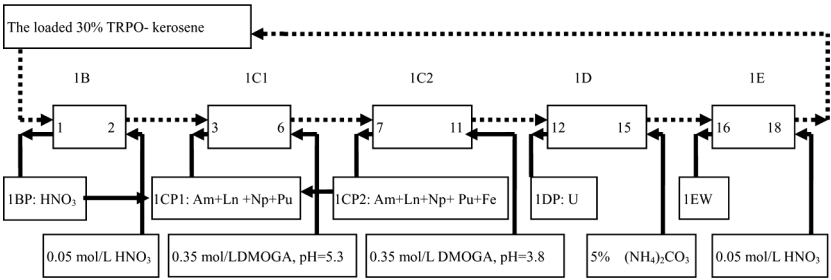 The loaded 30% TRPO- kerosene
1B 1C1 1C2 1D 1E
1 2 3 6 7 11 12 15 16 18
1BP: HNO₃ 1CP1: Am+Ln +Np+Pu 1CP2: Am+Ln+Np+ Pu+Fe 1DP: U 1EW
0.05 mol/L HNO₃ 0.35 mol/LDMOGA, pH=5.3 0.35 mol/L DMOGA, pH=3.8 5% (NH₄)₂CO₃ 0.05 mol/L HNO₃